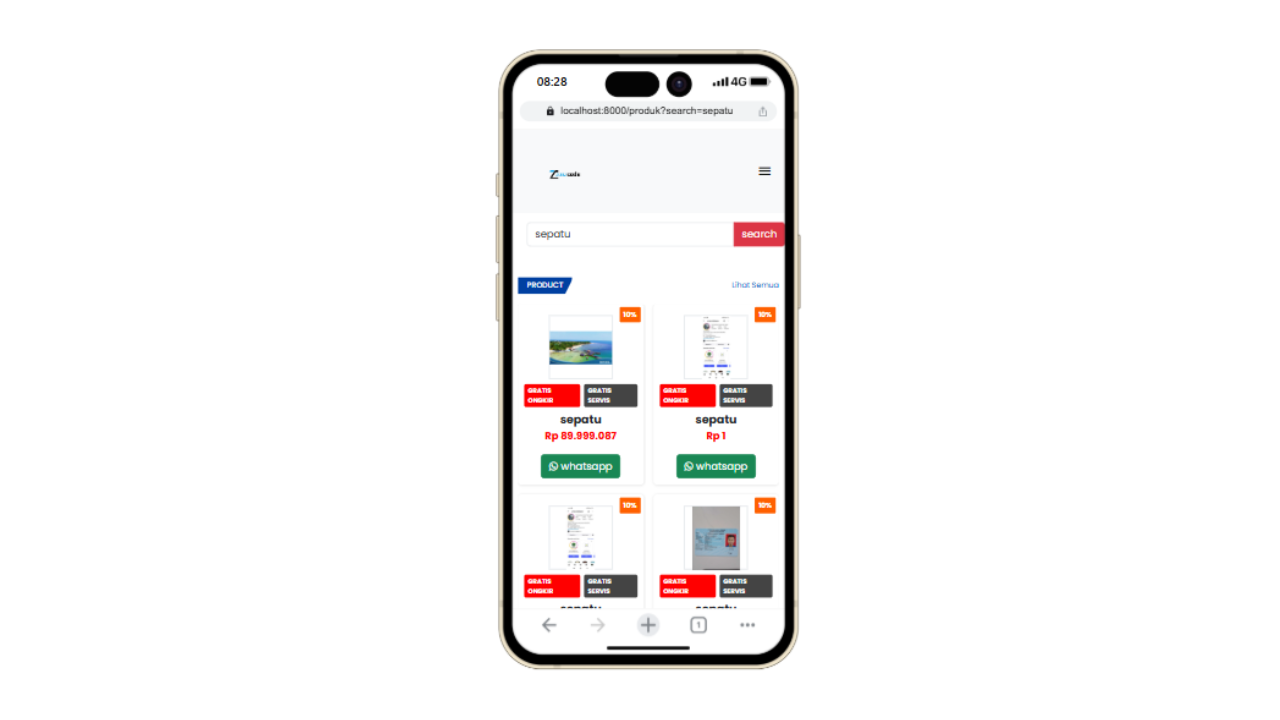 08:28
4G
localhost:8000/produk?search=sepatu
sepatu
search
PRODUCT
Lihat Semua
10%
10%
GRATIS ONGKIR
GRATIS SERVIS
GRATIS ONGKIR
GRATIS SERVIS
sepatu
sepatu
Rp 89.999.087
Rp 1
whatsapp
whatsapp
10%
10%
GRATIS ONGKIR
GRATIS SERVIS
GRATIS ONGKIR
GRATIS SERVIS
sepatu
sepatu
1